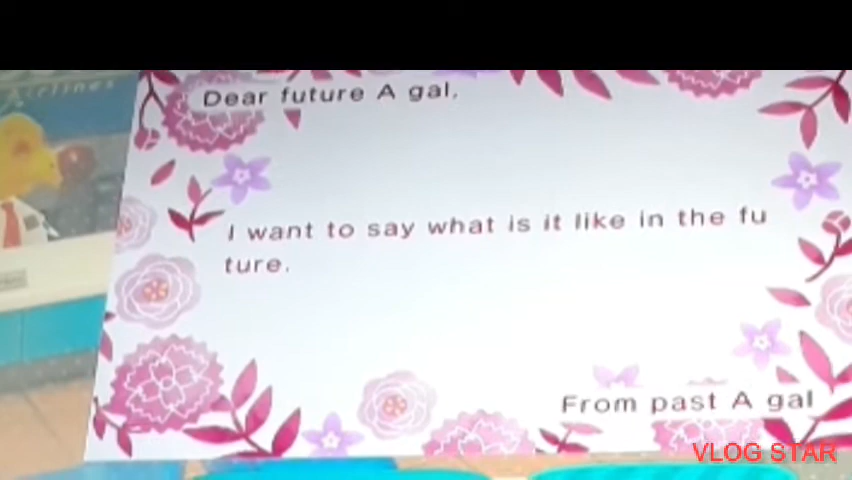 Airlines
Dear future A gal,
I want to say what is it like in the fu
ture.
From past A gal
VLOG STAR